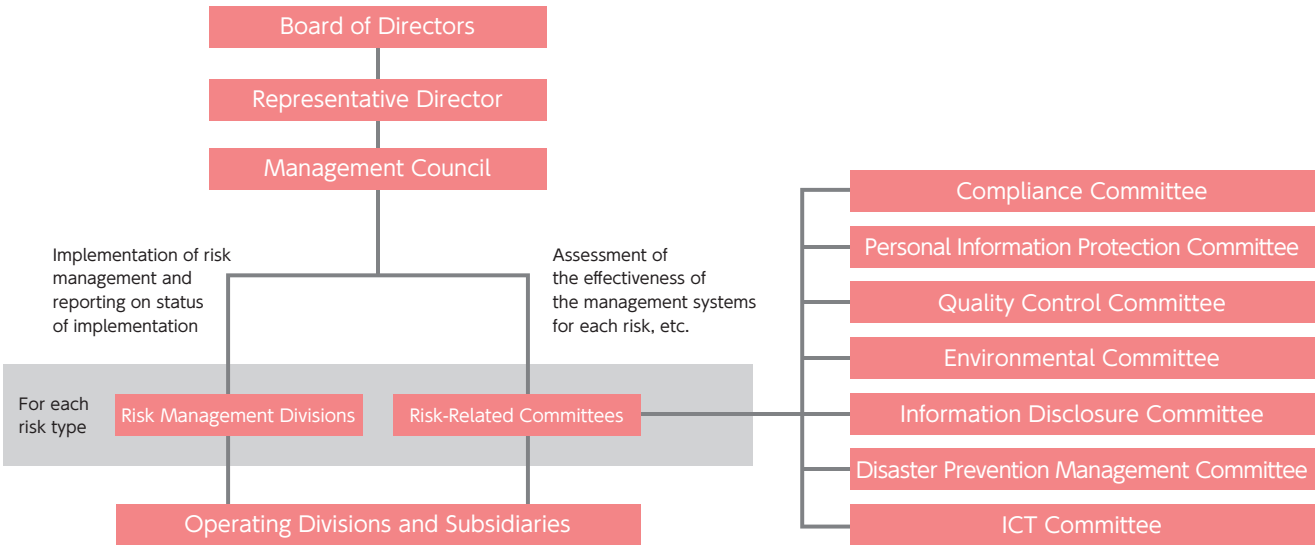 Board of Directors
Representative Director
Management Council
Implementation of risk
management and
reporting on status
of implementation
Assessment of
the effectiveness of
the management systems
for each risk, etc.
For each
risk type
Risk Management Divisions
Risk-Related Committees
Operating Divisions and Subsidiaries
Compliance Committee
Personal Information Protection Committee
Quality Control Committee
Environmental Committee
Information Disclosure Committee
Disaster Prevention Management Committee
ICT Committee